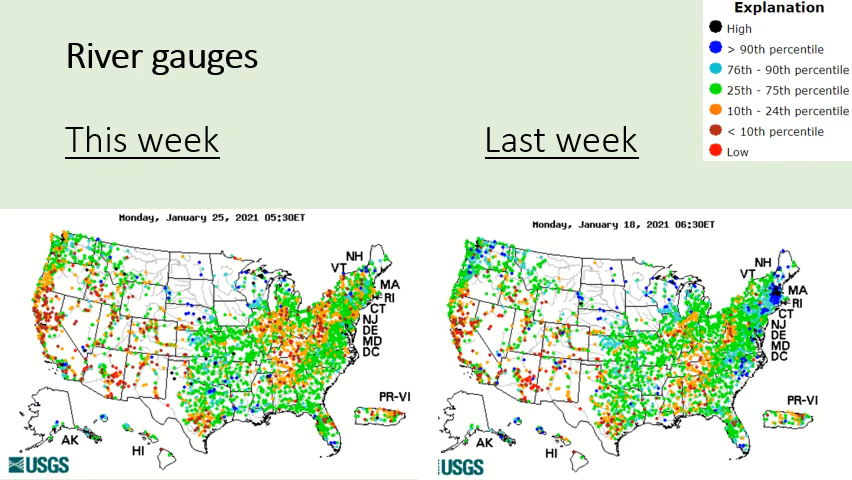 Explanation
High
> 90th percentile
76th - 90th percentile
25th - 75th percentile
10th - 24th percentile
< 10th percentile
Low
River gauges
This week
Last week
Monday, January 25, 2021 05:30ET
NH
VT
MA
RI
CT
NJ
DE
MD
DC
PR-VI
AK
HI
USGS
Monday, January 18, 2021 06:30ET
NH
VT
MA
RI
CT
NJ
DE
MD
DC
PR-VI
AK
HI
USGS